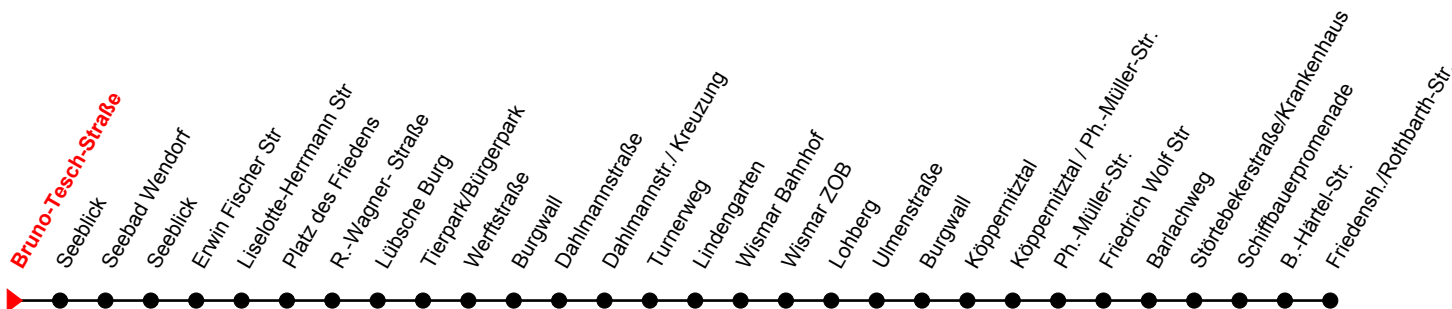 Bruno-Tesch-Straße
Seeblick
Seebad Wendorf
Seeblick
Erwin Fischer Str
Liselotte-Herrmann Str
Platz des Friedens
R.-Wagner- Straße
Lübsche Burg
Tierpark/Bürgerpark
Werftstraße
Burgwall
Dahlmannstraße
Dahlmannstr./ Kreuzung
Turnerweg
Lindengarten
Wismar Bahnhof
Wismar ZOB
Lohberg
Ulmenstraße
Burgwall
Köppernitztal
Köppernitztal / Ph.-Müller-Str.
Ph.-Müller-Str.
Friedrich Wolf Str
Barlachweg
Störtebekerstraße/Krankenhaus
Schiffbauerpromenade
B.-Härtel-Str.
Friedensh./Rothbarth-Str.